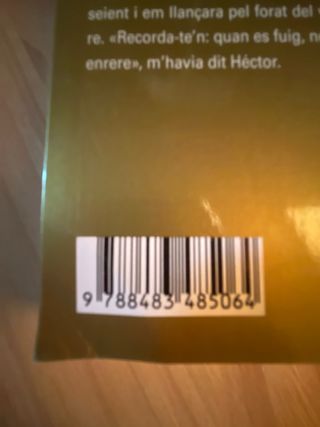 seient i em llançara pel forat del
re. «Recorda-te'n: quan es fuig,
enrere», m'havia dit Héctor.
9 788483 485064